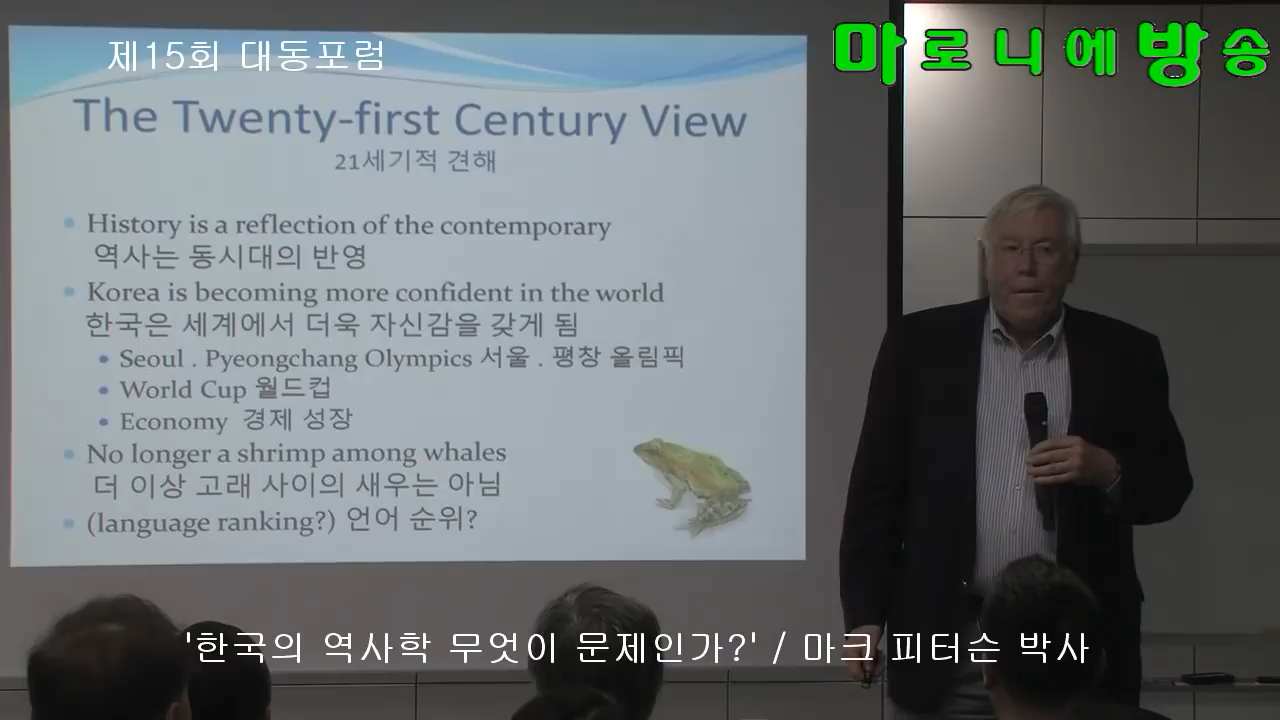 제15회 대동포럼
마로니에방송
The Twenty-first Century View
21세기적 견해
History is a reflection of the contemporary
역사는 동시대의 반영
Korea is becoming more confident in the world
한국은 세계에서 더욱 자신감을 갖게 됨
Seoul . Pyeongchang Olympics 서울 . 평창 올림픽
World Cup 월드컵
Economy 경제 성장
No longer a shrimp among whales
더 이상 고래 사이의 새우는 아님
(language ranking?) 언어 순위?
'한국의 역사학 무엇이 문제인가?' / 마크 피터슨 박사